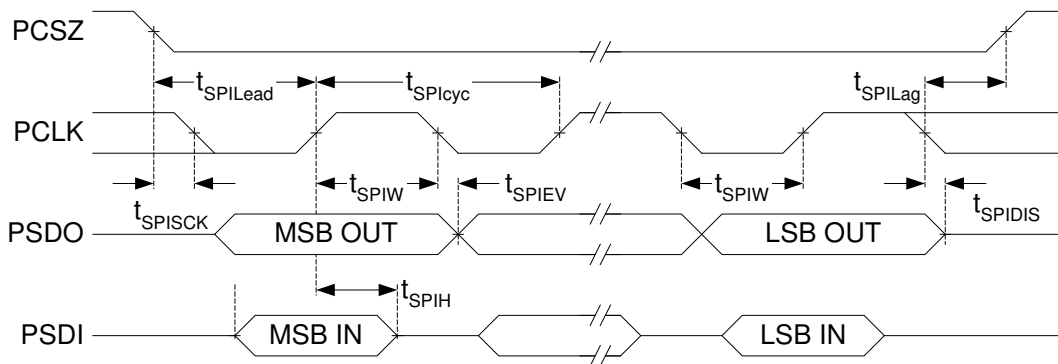 PCSZ
tSPILead
tSPIcyc
tSPILag
PCLK
tSPISCK
tSPIW
tSPIEV
tSPIW
tSPIDIS
PSDO
MSB OUT
LSB OUT
tSPIH
PSDI
MSB IN
LSB IN